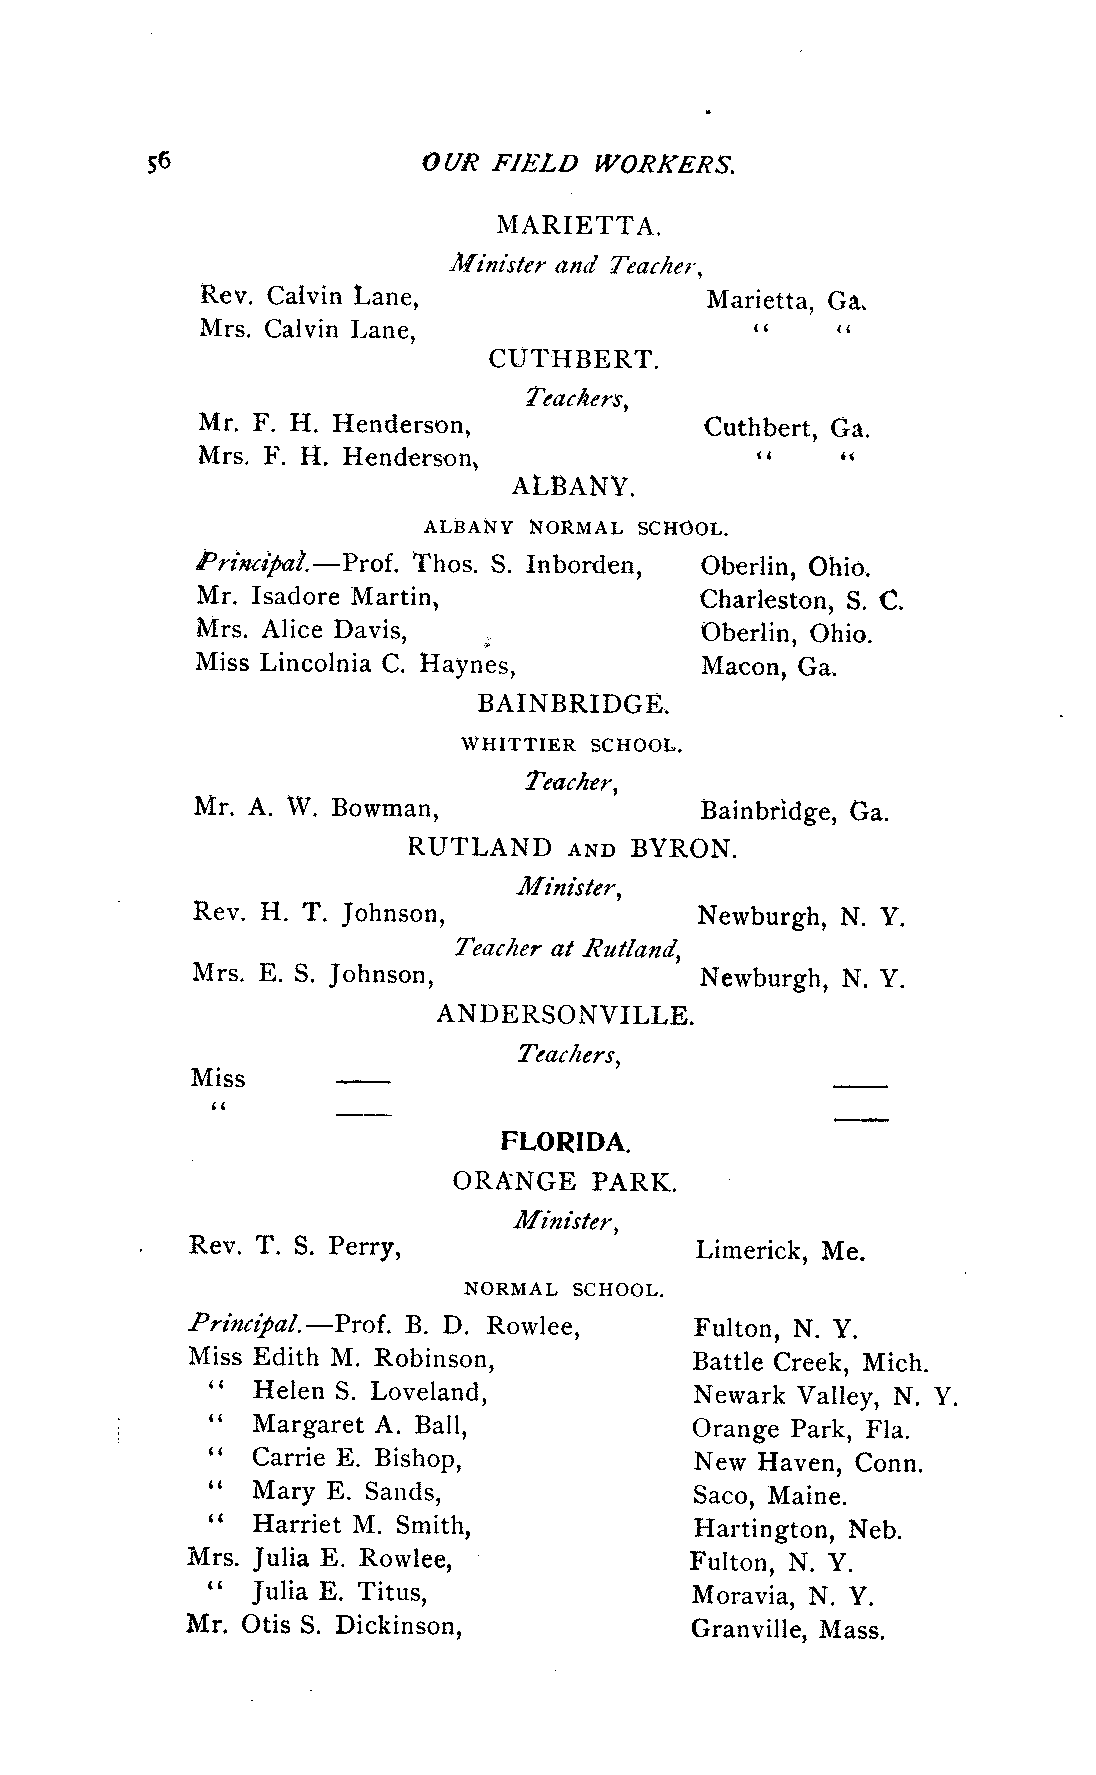 56 OUR FIELD WORKERS.
MARIETTA.
Minister and Teacher,
Rev. Calvin Lane, Marietta, Ga.
Mrs. Calvin Lane, “ “
CUTHBERT.
Teachers,
Mr. F. H. Henderson, Cuthbert, Ga.
Mrs. F. H. Henderson, “ “
ALBANY.
ALBANY NORMAL SCHOOL.
Principal.—Prof. Thos. S. Inborden, Oberlin, Ohio.
Mr. Isadore Martin, Charleston, S. C.
Mrs. Alice Davis, Oberlin, Ohio.
Miss Lincolnia C. Haynes, Macon, Ga.
BAINBRIDGE.
WHITTIER SCHOOL.
Teacher,
Mr. A. W. Bowman, Bainbridge, Ga.
RUTLAND AND BYRON.
Minister,
Rev. H. T. Johnson, Newburgh, N. Y.
Teacher at Rutland,
Mrs. E. S. Johnson, Newburgh, N. Y.
ANDERSONVILLE.
Teachers,
Miss —— ——
“ —— ——
FLORIDA.
ORANGE PARK.
Minister,
Rev. T. S. Perry, Limerick, Me.
NORMAL SCHOOL.
Principal.—Prof. B. D. Rowlee, Fulton, N. Y.
Miss Edith M. Robinson, Battle Creek, Mich.
“ Helen S. Loveland, Newark Valley, N. Y.
“ Margaret A. Ball, Orange Park, Fla.
“ Carrie E. Bishop, New Haven, Conn.
“ Mary E. Sands, Saco, Maine.
“ Harriet M. Smith, Hartington, Neb.
Mrs. Julia E. Rowlee, Fulton, N. Y.
“ Julia E. Titus, Moravia, N. Y.
Mr. Otis S. Dickinson, Granville, Mass.